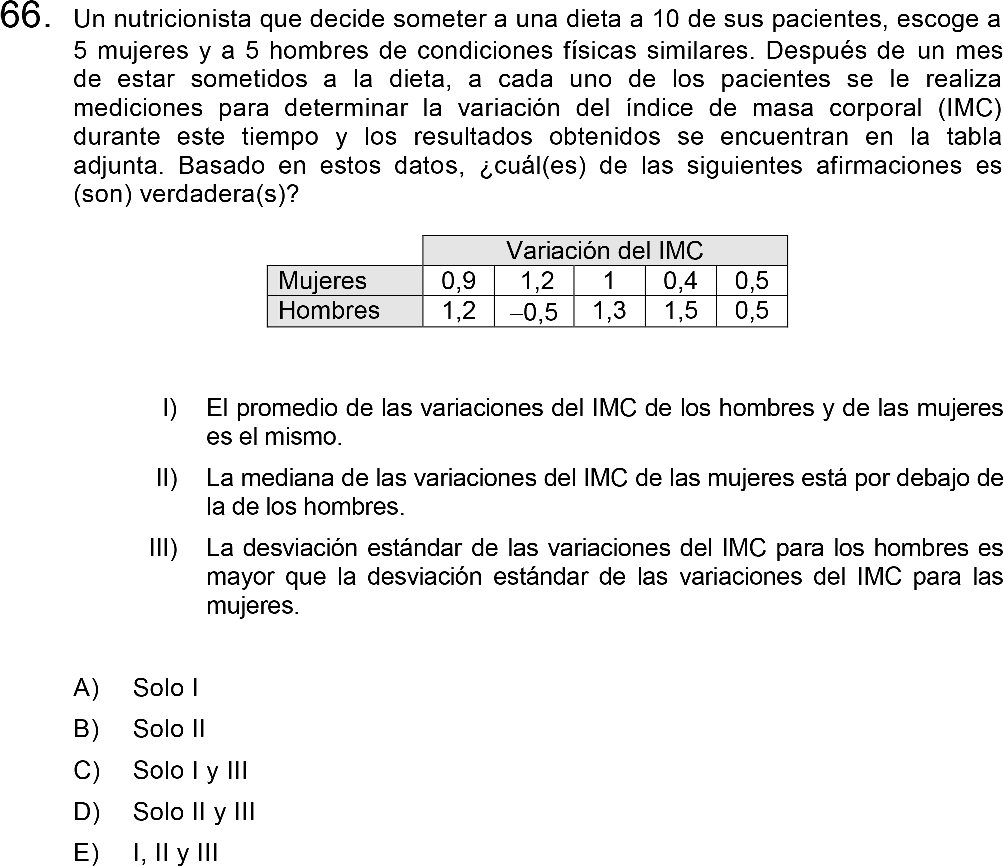 66. Un nutricionista que decide someter a una dieta a 10 de sus pacientes, escoge a
5 mujeres y a 5 hombres de condiciones físicas similares. Después de un mes
de estar sometidos a la dieta, a cada uno de los pacientes se le realiza
mediciones para determinar la variación del índice de masa corporal (IMC)
durante este tiempo y los resultados obtenidos se encuentran en la tabla
adjunta. Basado en estos datos, ¿cuál(es) de las siguientes afirmaciones es
(son) verdadera(s)?
Variación del IMC
Mujeres 0,9 1,2 1 0,4 0,5
Hombres 1,2 –0,5 1,3 1,5 0,5
I) El promedio de las variaciones del IMC de los hombres y de las mujeres
es el mismo.
II) La mediana de las variaciones del IMC de las mujeres está por debajo de
la de los hombres.
III) La desviación estándar de las variaciones del IMC para los hombres es
mayor que la desviación estándar de las variaciones del IMC para las
mujeres.
A) Solo I
B) Solo II
C) Solo I y III
D) Solo II y III
E) I, II y III